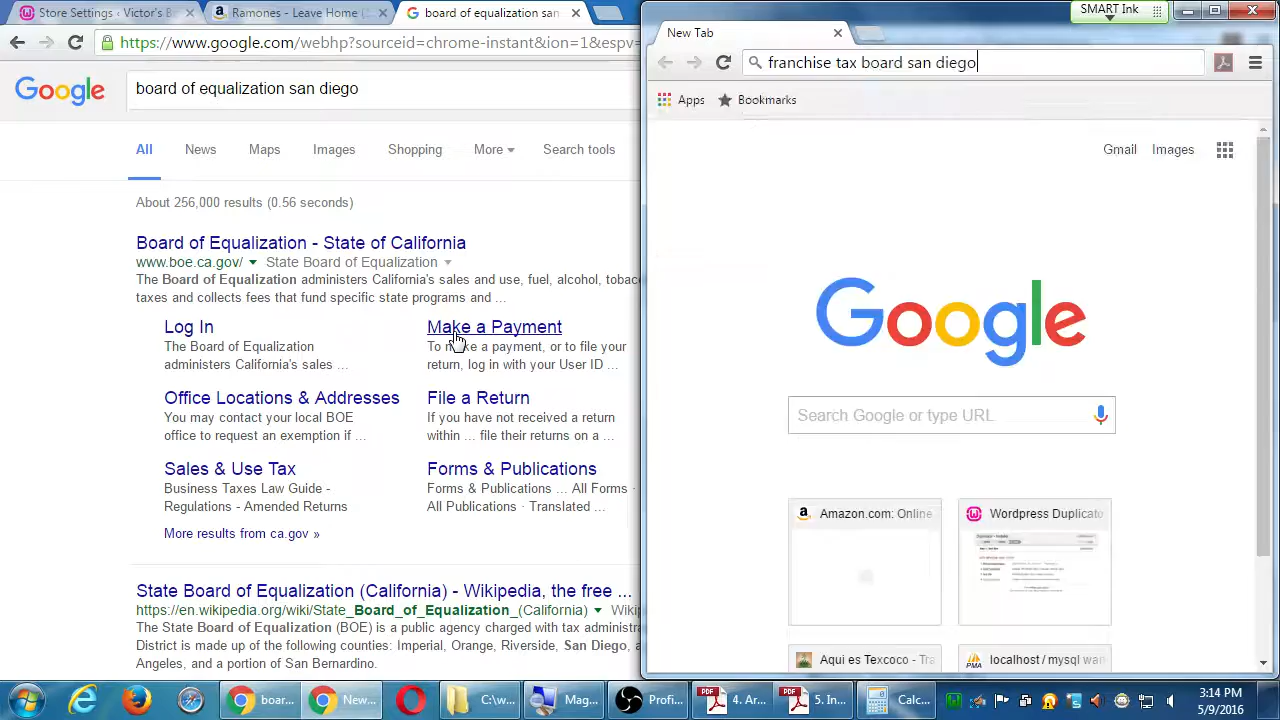 Store Settings ‹ Victor's B
Ramones - Leave Home (
board of equalization san
https://www.google.com/webhp?sourceid=chrome-instant&ion=1&espv=
Google
board of equalization san diego
All News Maps Images Shopping More Search tools
About 256,000 results (0.56 seconds)
Board of Equalization - State of California
www.boe.ca.gov/ State Board of Equalization
The Board of Equalization administers California's sales and use, fuel, alcohol, tobac
taxes and collects fees that fund specific state programs and ...
Log In
The Board of Equalization
administers California's sales ...
Make a Payment
To make a payment, or to file your
return, log in with your User ID ...
Office Locations & Addresses
You may contact your local BOE
office to request an exemption if ...
File a Return
If you have not received a return
within ... file their returns on a ...
Sales & Use Tax
Business Taxes Law Guide -
Regulations - Amended Returns
Forms & Publications
Forms & Publications ... All Forms ·
All Publications · Translated ...
More results from ca.gov »
State Board of Equalization (California) - Wikipedia, the free ...
https://en.wikipedia.org/wiki/State_Board_of_Equalization_(California) Wikip
The State Board of Equalization (BOE) is a public agency charged with tax administra
District is made up of the following counties: Imperial, Orange, Riverside, San Diego,
Angeles, and a portion of San Bernardino.
SMART Ink
New Tab
franchise tax board san diego
Apps Bookmarks
Gmail Images
Google
Search Google or type URL
Amazon.com: Online
Wordpress Duplicato
Aqui es Texcoco - Tra
localhost / mysql wam
boar...
New...
C:\w...
Mag...
Profi...
PDF 4. Ar...
PDF 5. In...
Calc...
3:14 PM
5/9/2016